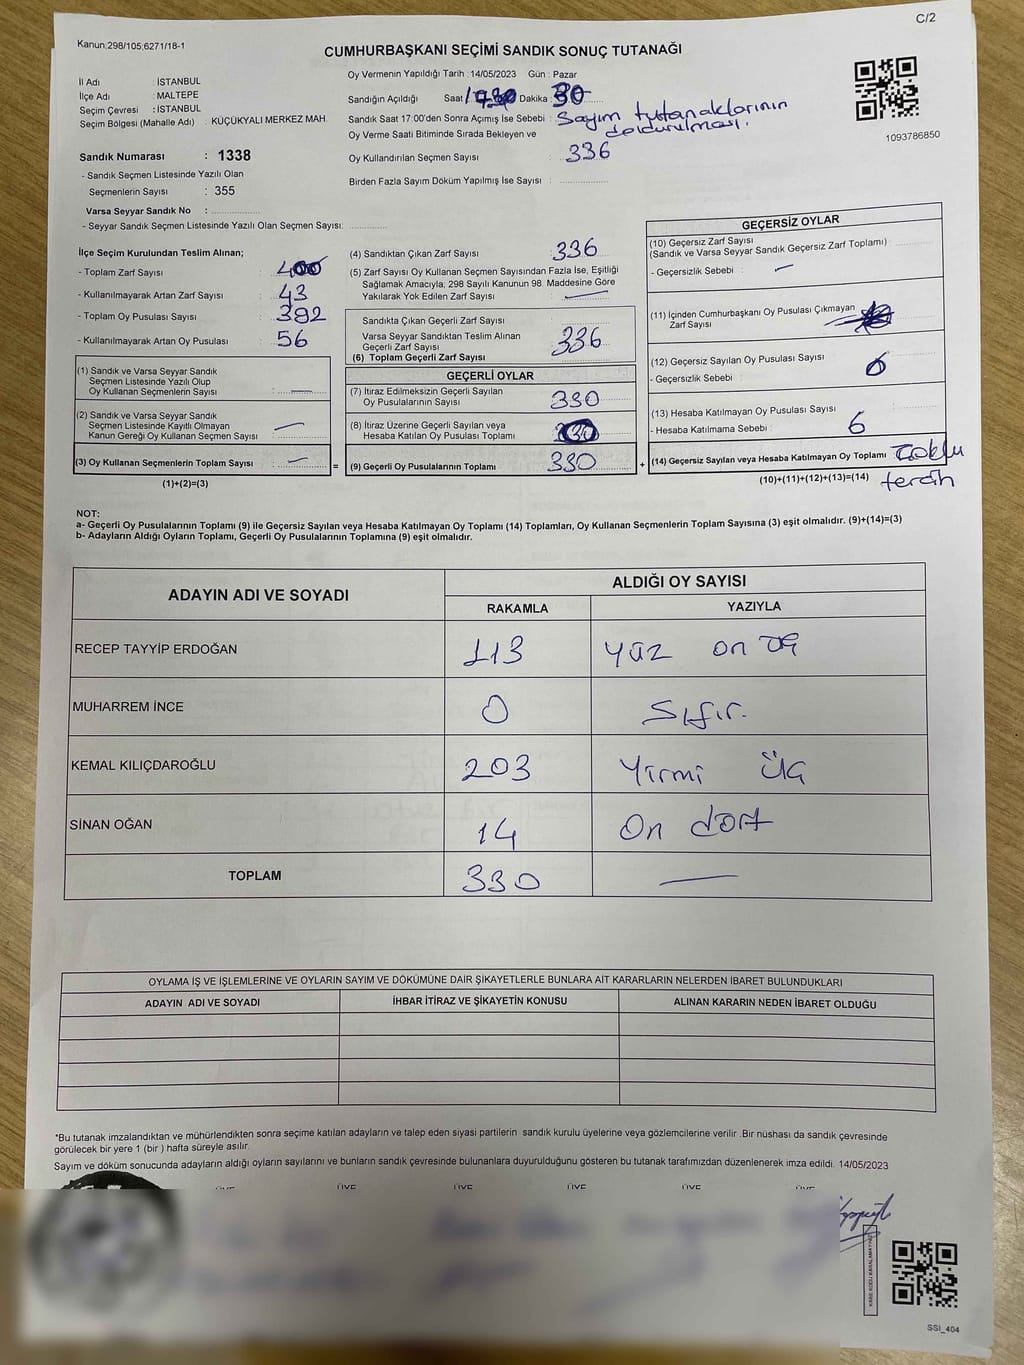 C/2
Kanun;298/105;6271/18-1
CUMHURBAŞKANI SEÇİMİ SANDIK SONUÇ TUTANAĞI
İl Adı : İSTANBUL
İlçe Adı : MALTEPE
Seçim Çevresi : İSTANBUL
Seçim Bölgesi (Mahalle Adı) : KÜÇÜKYALI MERKEZ MAH.
Sandık Numarası : 1338
- Sandık Seçmen Listesinde Yazılı Olan
Seçmenlerin Sayısı : 355
Varsa Seyyar Sandık No :
- Seyyar Sandık Seçmen Listesinde Yazılı Olan Seçmen Sayısı:
Oy Vermenin Yapıldığı Tarih : 14/05/2023 Gün : Pazar
Sandığın Açıldığı Saat Dakika 30
Sandık Saat 17:00'den Sonra Açımış İse Sebebi : Sayım tutanaklarının
doldurulması.
Oy Verme Saati Bitiminde Sırada Bekleyen ve
Oy Kullandırılan Seçmen Sayısı : 336
Birden Fazla Sayım Döküm Yapılmış İse Sayısı :
1093786850
İlçe Seçim Kurulundan Teslim Alınan;
- Toplam Zarf Sayısı : 400
- Kullanılmayarak Artan Zarf Sayısı : 43
- Toplam Oy Pusulası Sayısı : 392
- Kullanılmayarak Artan Oy Pusulası : 56
(1) Sandık ve Varsa Seyyar Sandık
Seçmen Listesinde Yazılı Olup
Oy Kullanan Seçmenlerin Sayısı : —
(2) Sandık ve Varsa Seyyar Sandık
Seçmen Listesinde Kayıtlı Olmayan
Kanun Gereği Oy Kullanan Seçmen Sayısı : —
(3) Oy Kullanan Seçmenlerin Toplam Sayısı : — =
(1)+(2)=(3)
(4) Sandıktan Çıkan Zarf Sayısı : 336
(5) Zarf Sayısı Oy Kullanan Seçmen Sayısından Fazla İse, Eşitliği
Sağlamak Amacıyla; 298 Sayılı Kanunun 98. Maddesine Göre
Yakılarak Yok Edilen Zarf Sayısı : —
Sandıkta Çıkan Geçerli Zarf Sayısı :
Varsa Seyyar Sandıktan Teslim Alınan
Geçerli Zarf Sayısı :
(6) Toplam Geçerli Zarf Sayısı 336
GEÇERLİ OYLAR
(7) İtiraz Edilmeksizin Geçerli Sayılan
Oy Pusulalarının Sayısı : 330
(8) İtiraz Üzerine Geçerli Sayılan veya
Hesaba Katılan Oy Pusulası Toplamı :
(9) Geçerli Oy Pusulalarının Toplamı : 330 +
GEÇERSİZ OYLAR
(10) Geçersiz Zarf Sayısı
(Sandık ve Varsa Seyyar Sandık Geçersiz Zarf Toplamı) :
- Geçersizlik Sebebi : —
(11) İçinden Cumhurbaşkanı Oy Pusulası Çıkmayan
Zarf Sayısı
(12) Geçersiz Sayılan Oy Pusulası Sayısı :
- Geçersizlik Sebebi :
(13) Hesaba Katılmayan Oy Pusulası Sayısı :
- Hesaba Katılmama Sebebi : 6
(14) Geçersiz Sayılan veya Hesaba Katılmayan Oy Toplamı : Çoklu
tercih
(10)+(11)+(12)+(13)=(14)
NOT:
a- Geçerli Oy Pusulalarının Toplamı (9) ile Geçersiz Sayılan veya Hesaba Katılmayan Oy Toplamı (14) Toplamları, Oy Kullanan Seçmenlerin Toplam Sayısına (3) eşit olmalıdır. (9)+(14)=(3)
b- Adayların Aldığı Oyların Toplamı, Geçerli Oy Pusulalarının Toplamına (9) eşit olmalıdır.
ADAYIN ADI VE SOYADI ALDIĞI OY SAYISI
RAKAMLA YAZIYLA
RECEP TAYYİP ERDOĞAN 113 Yüz on üç
MUHARREM İNCE 0 Sıfır.
KEMAL KILIÇDAROĞLU 203 Yirmi Üç
SİNAN OĞAN 14 On dört
TOPLAM 330 —
OYLAMA İŞ VE İŞLEMLERİNE VE OYLARIN SAYIM VE DÖKÜMÜNE DAİR ŞİKAYETLERLE BUNLARA AİT KARARLARIN NELERDEN İBARET BULUNDUKLARI
ADAYIN ADI VE SOYADI İHBAR İTİRAZ VE ŞİKAYETİN KONUSU ALINAN KARARIN NEDEN İBARET OLDUĞU
*Bu tutanak imzalandıktan ve mühürlendikten sonra seçime katılan adayların ve talep eden siyasi partilerin sandık kurulu üyelerine veya gözlemcilerine verilir .Bir nüshası da sandık çevresinde
görülecek bir yere 1 (bir ) hafta süreyle asılır.
Sayım ve döküm sonucunda adayların aldığı oyların sayılarını ve bunların sandık çevresinde bulunanlara duyurulduğunu gösteren bu tutanak tarafımızdan düzenlenerek imza edildi. 14/05/2023
ÜYE ÜYE ÜYE ÜYE ÜYE ÜYE
KARE KODU KARALAMAYINIZ
SSİ_404